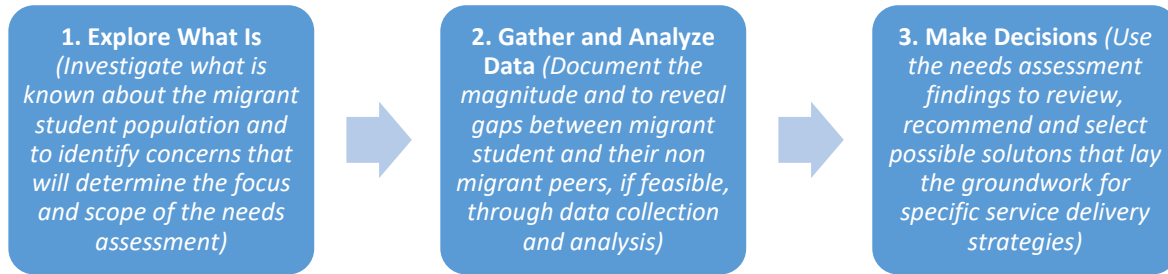 1. Explore What Is
(Investigate what is
known about the migrant
student population and
to identify concerns that
will determine the focus
and scope of the needs
assessment)
2. Gather and Analyze
Data (Document the
magnitude and to reveal
gaps between migrant
student and their non
migrant peers, if feasible,
through data collection
and analysis)
3. Make Decisions (Use
the needs assessment
findings to review,
recommend and select
possible solutons that lay
the groundwork for
specific service delivery
strategies)